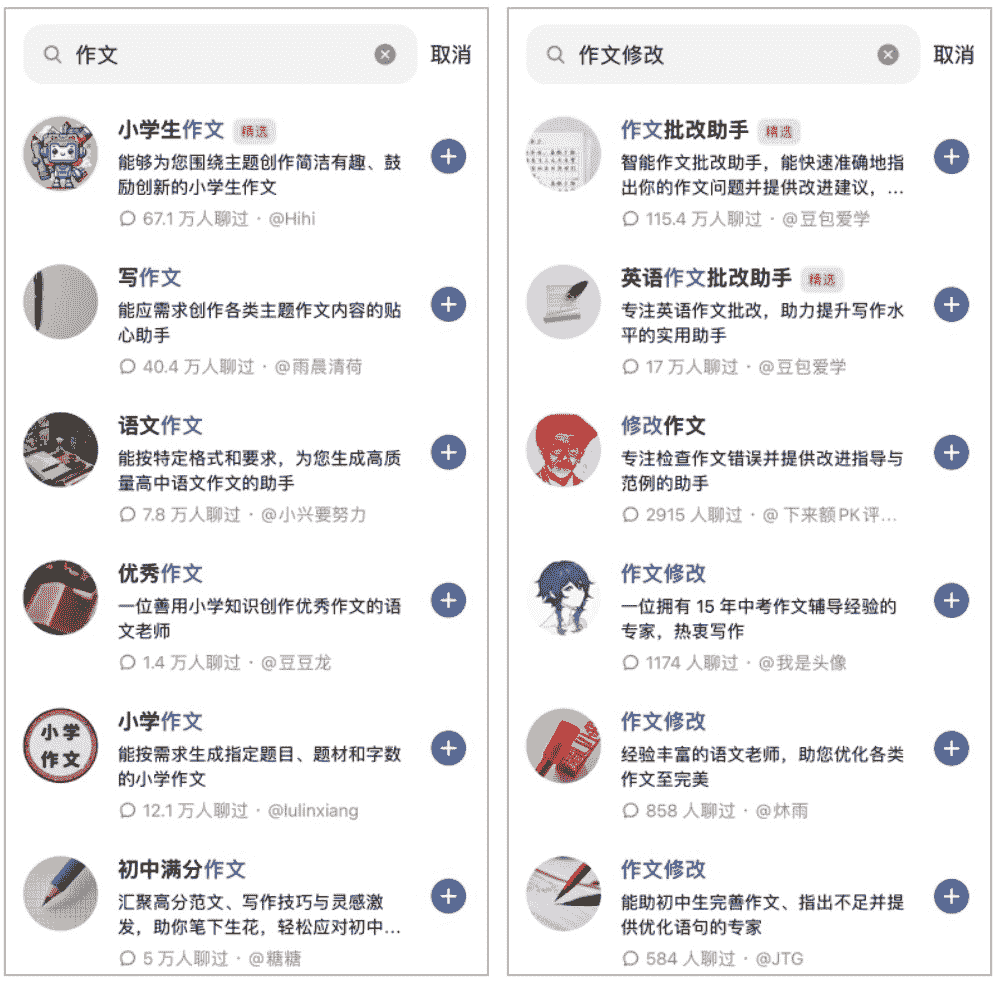 作文
取消
小学生作文 精选
能够为您围绕主题创作简洁有趣、鼓
励创新的小学生作文
67.1 万人聊过 · @Hihi
写作文
能应需求创作各类主题作文内容的贴
心助手
40.4 万人聊过 · @雨晨清荷
语文作文
能按特定格式和要求，为您生成高质
量高中语文作文的助手
7.8 万人聊过 · @小兴要努力
优秀作文
一位善用小学知识创作优秀作文的语
文老师
1.4 万人聊过 · @豆豆龙
小学
作文
小学作文
能按需求生成指定题目、题材和字数
的小学作文
12.1 万人聊过 · @lulinxiang
初中满分作文
汇聚高分范文、写作技巧与灵感激
发，助你笔下生花，轻松应对初中...
5 万人聊过 · @糖糖
作文修改
取消
作文批改助手 精选
智能作文批改助手，能快速准确地指
出你的作文问题并提供改进建议，...
115.4 万人聊过 · @豆包爱学
英语作文批改助手 精选
专注英语作文批改，助力提升写作水
平的实用助手
17 万人聊过 · @豆包爱学
修改作文
专注检查作文错误并提供改进指导与
范例的助手
2915 人聊过 · @下来额PK评...
作文修改
一位拥有 15 年中考作文辅导经验的
专家，热衷写作
1174 人聊过 · @我是头像
作文修改
经验丰富的语文老师，助您优化各类
作文至完美
858 人聊过 · @炑雨
作文修改
能助初中生完善作文、指出不足并提
供优化语句的专家
584 人聊过 · @JTG